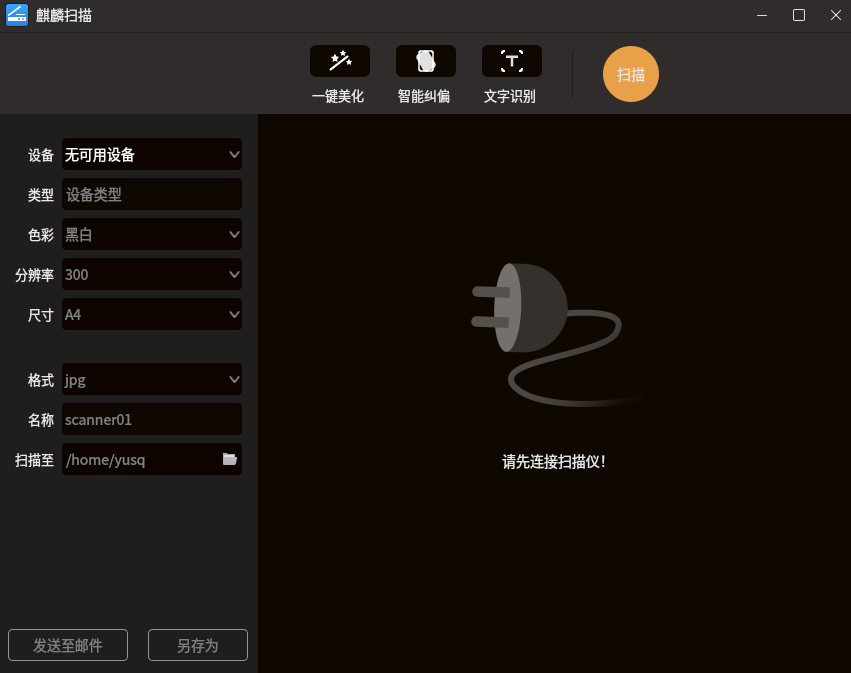 麒麟扫描
一键美化
智能纠偏
文字识别
扫描
设备 无可用设备
类型 设备类型
色彩 黑白
分辨率 300
尺寸 A4
格式 jpg
名称 scanner01
扫描至 /home/yusq
请先连接扫描仪!
发送至邮件
另存为